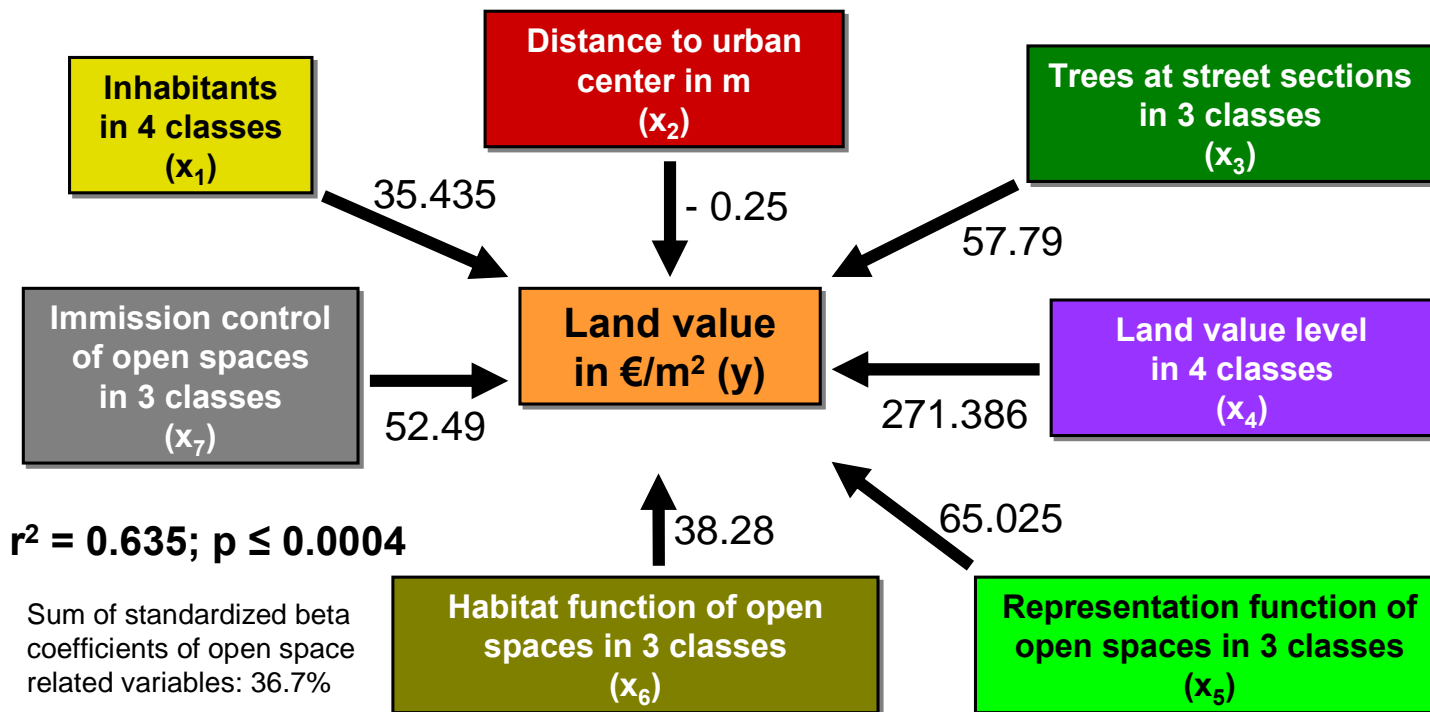 Inhabitants
in 4 classes
(x₁)
Distance to urban
center in m
(x₂)
Trees at street sections
in 3 classes
(x₃)
35.435
- 0.25
57.79
Immission control
of open spaces
in 3 classes
(x₇)
Land value
in €/m² (y)
Land value level
in 4 classes
(x₄)
52.49
271.386
r² = 0.635; p ≤ 0.0004
38.28
65.025
Sum of standardized beta
coefficients of open space
related variables: 36.7%
Habitat function of open
spaces in 3 classes
(x₆)
Representation function of
open spaces in 3 classes
(x₅)